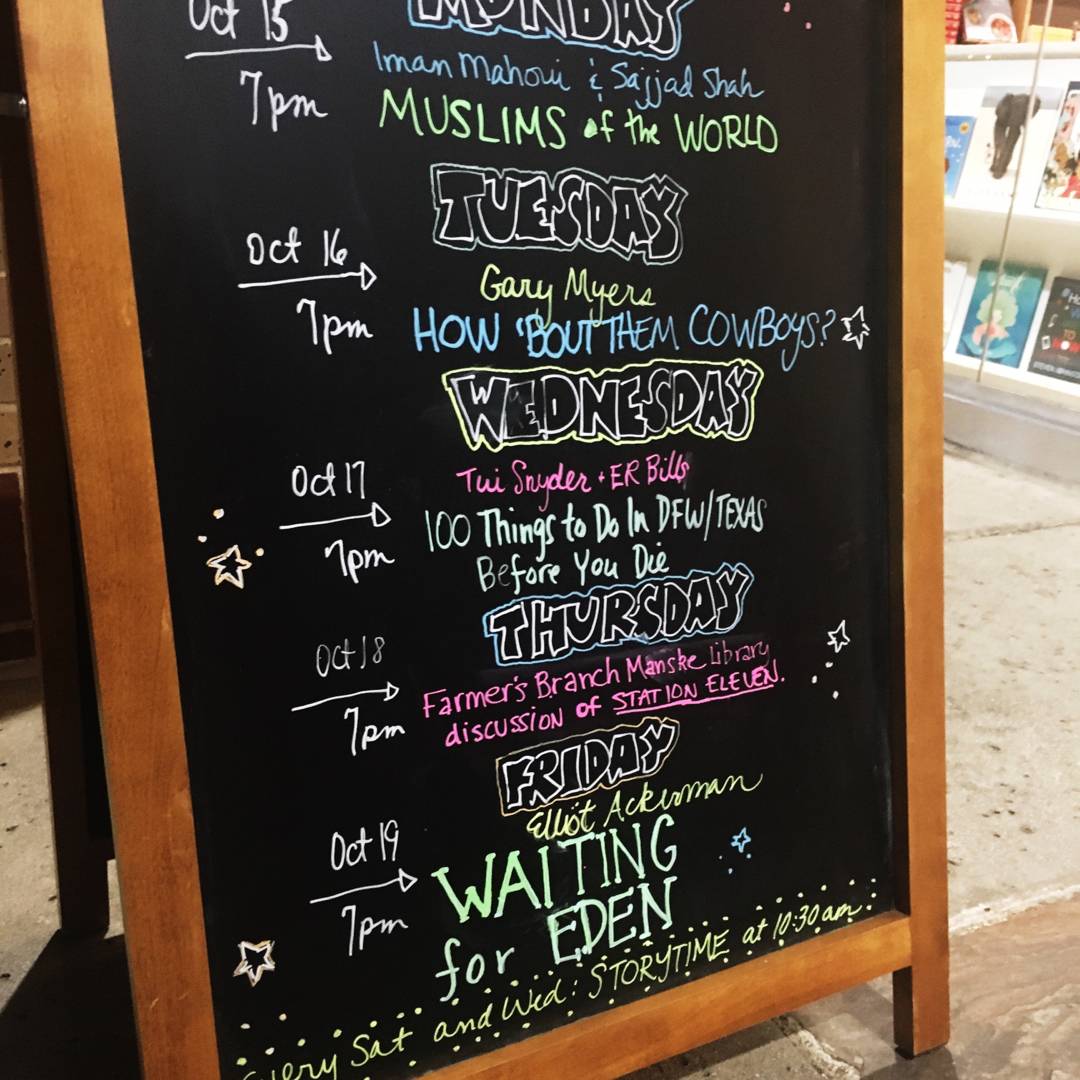 MONDAY
Oct 15
Iman Mahoui & Sajjad Shah
7pm
MUSLIMS of the WORLD
TUESDAY
Oct 16
Gary Myers
7pm
HOW 'BOUT THEM COWBOYS?
WEDNESDAY
Oct 17
Tui Snyder + ER Bills
7pm
100 Things to Do In DFW/TEXAS
Before You Die
THURSDAY
Oct 18
Farmer's Branch Manske Library
7pm
discussion of STATION ELEVEN.
FRIDAY
Elliot Ackerman
Oct 19
WAITING
7pm
for EDEN
Every Sat and Wed: STORYTIME at 10:30 am